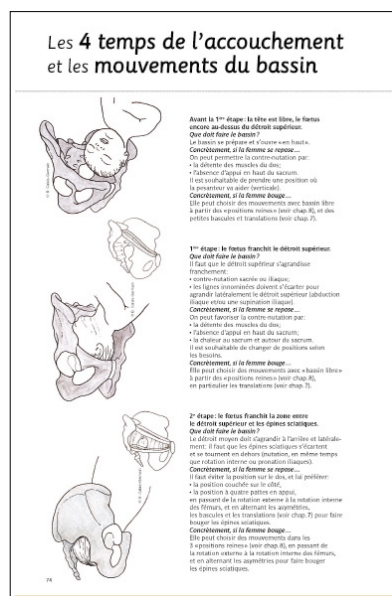 Les 4 temps de l'accouchement
et les mouvements du bassin
Avant la 1ère étape : la tête est libre, le fœtus
encore au-dessus du détroit supérieur.
Que doit faire le bassin ?
Le bassin se prépare et s'ouvre «en haut».
Concrètement, si la femme se repose…
On peut permettre la contre-nutation par:
• la détente des muscles du dos;
• l'absence d'appui en haut du sacrum.
Il est souhaitable de prendre une position où
la pesanteur va aider (verticale).
Concrètement, si la femme bouge…
Elle peut choisir des mouvements avec bassin libre
à partir des «positions reines» (voir chap. 8), et des
petites bascules et translations (voir chap. 7).
1ère étape : le fœtus franchit le détroit supérieur.
Que doit faire le bassin ?
Il faut que le détroit supérieur s'agrandisse
franchement:
• contre-nutation sacrée ou iliaque;
• les lignes innominées doivent s'écarter pour
agrandir latéralement le détroit supérieur (abduction
iliaque et/ou une supination iliaque).
Concrètement, si la femme se repose…
On peut favoriser la contre-nutation par:
• la détente des muscles du dos;
• l'absence d'appui en haut du sacrum;
• la chaleur au sacrum et autour du sacrum.
Il est souhaitable de changer de positions selon
les besoins.
Concrètement, si la femme bouge…
Elle peut choisir des mouvements avec «bassin libre»
à partir des «positions reines» (voir chap. 8),
en particulier les translations (voir chap. 7).
2e étape : le fœtus franchit la zone entre
le détroit supérieur et les épines sciatiques.
Que doit faire le bassin ?
Le détroit moyen doit s'agrandir à l'arrière et latérale-
ment: il faut que les épines sciatiques s'écartent
et se tournent en dehors (nutation, en même temps
que rotation interne ou pronation iliaques).
Concrètement, si la femme se repose…
Il faut éviter la position sur le dos, et lui préférer:
• la position couchée sur le côté,
• la position à quatre pattes en appui,
en passant de la rotation externe à la rotation interne
des fémurs, et en alternant les asymétries,
les bascules et les translations (voir chap. 7) pour faire
bouger les épines sciatiques.
Concrètement, si la femme bouge…
Elle peut choisir des mouvements dans les
3 «positions reines» (voir chap. 8), en passant de
la rotation externe à la rotation interne des fémurs,
et en alternant les asymétries pour faire bouger
les épines sciatiques.
74